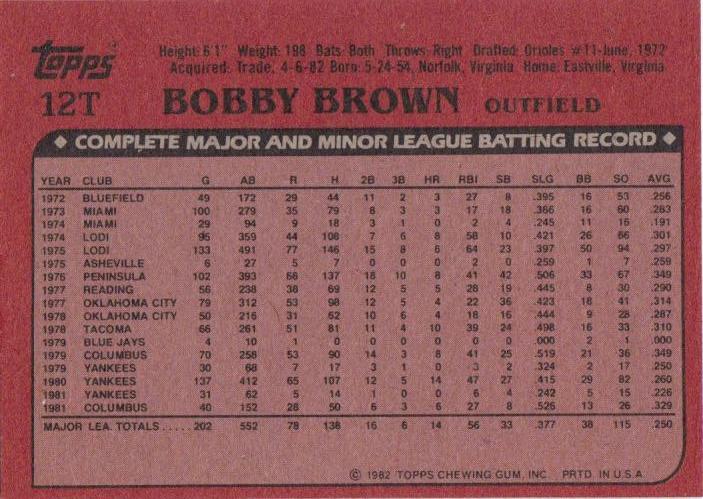 Topps Height: 6'1" Weight: 198 Bats: Both Throws: Right Drafted: Orioles #11-June, 1972
Acquired: Trade, 4-6-82 Born: 5-24-54, Norfolk, Virginia Home: Eastville, Virginia
12T BOBBY BROWN OUTFIELD
◆ COMPLETE MAJOR AND MINOR LEAGUE BATTING RECORD ◆
YEAR CLUB G AB R H 2B 3B HR RBI SB SLG BB SO AVG
1972 BLUEFIELD 49 172 29 44 11 2 3 27 8 .395 16 53 .256
1973 MIAMI 100 279 35 79 8 3 3 17 18 .366 16 60 .283
1974 MIAMI 29 94 9 18 3 1 0 2 4 .245 11 16 .191
1974 LODI 95 359 44 108 7 6 8 58 10 .421 26 66 .301
1975 LODI 133 491 77 146 15 8 6 64 23 .397 50 94 .297
1975 ASHEVILLE 6 27 5 7 0 0 0 2 0 .259 1 7 .259
1976 PENINSULA 102 393 66 137 18 10 8 41 42 .506 33 67 .349
1977 READING 56 238 38 69 12 5 5 28 19 .445 8 30 .290
1977 OKLAHOMA CITY 79 312 53 98 12 5 4 22 36 .423 18 41 .314
1978 OKLAHOMA CITY 50 216 31 62 10 6 4 18 16 .444 9 28 .287
1978 TACOMA 66 261 51 81 11 4 10 39 24 .498 16 33 .310
1979 BLUE JAYS 4 10 1 0 0 0 0 0 0 .000 2 1 .000
1979 COLUMBUS 70 258 53 90 14 3 8 41 25 .519 21 36 .349
1979 YANKEES 30 68 7 17 3 1 0 3 2 .324 2 17 .250
1980 YANKEES 137 412 65 107 12 5 14 47 27 .415 29 82 .260
1981 YANKEES 31 62 5 14 1 0 0 6 4 .242 5 15 .226
1981 COLUMBUS 40 152 28 50 6 3 6 27 8 .526 13 26 .329
MAJOR LEA. TOTALS ..... 202 552 78 138 16 6 14 56 33 .377 38 115 .250
© 1982 TOPPS CHEWING GUM, INC. PRTD. IN U.S.A.